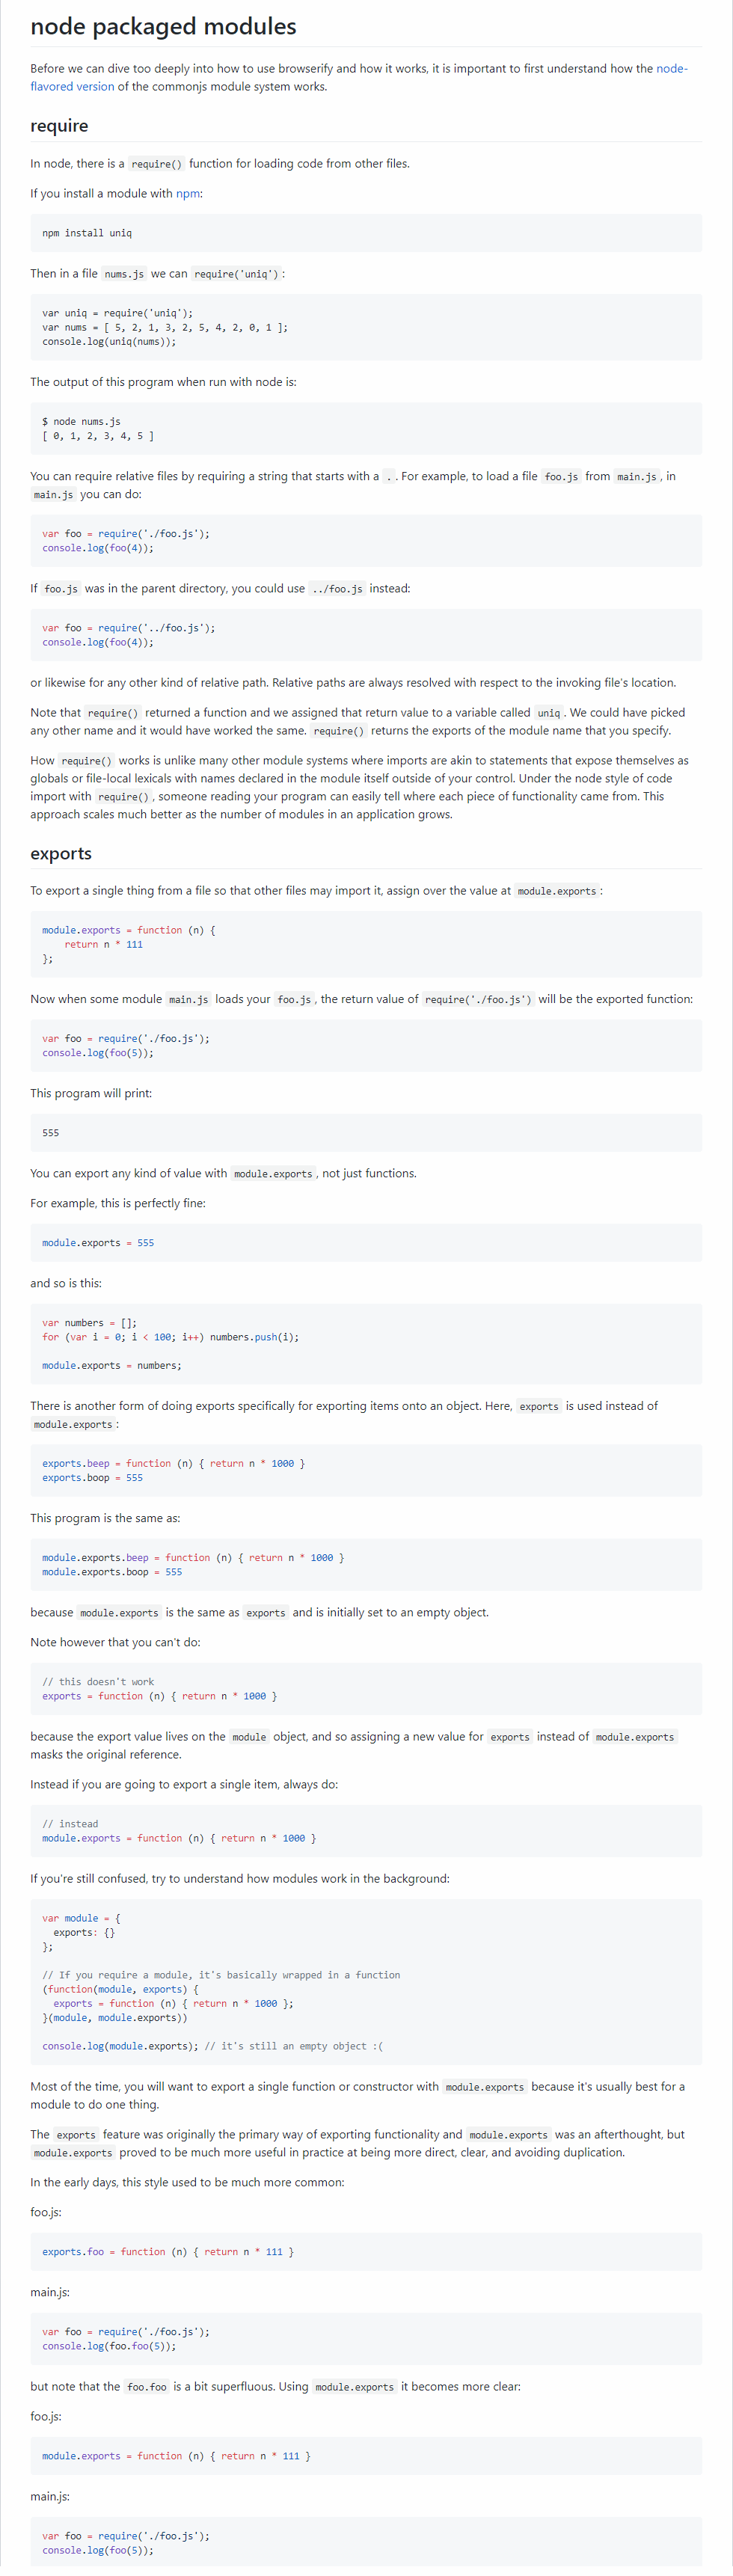 node packaged modules
Before we can dive too deeply into how to use browserify and how it works, it is important to first understand how the node-
flavored version of the commonjs module system works.
require
In node, there is a require() function for loading code from other files.
If you install a module with npm:
npm install uniq
Then in a file nums.js we can require('uniq'):
var uniq = require('uniq');
var nums = [ 5, 2, 1, 3, 2, 5, 4, 2, 0, 1 ];
console.log(uniq(nums));
The output of this program when run with node is:
$ node nums.js
[ 0, 1, 2, 3, 4, 5 ]
You can require relative files by requiring a string that starts with a .. For example, to load a file foo.js from main.js, in
main.js you can do:
var foo = require('./foo.js');
console.log(foo(4));
If foo.js was in the parent directory, you could use ../foo.js instead:
var foo = require('../foo.js');
console.log(foo(4));
or likewise for any other kind of relative path. Relative paths are always resolved with respect to the invoking file's location.
Note that require() returned a function and we assigned that return value to a variable called uniq. We could have picked
any other name and it would have worked the same. require() returns the exports of the module name that you specify.
How require() works is unlike many other module systems where imports are akin to statements that expose themselves as
globals or file-local lexicals with names declared in the module itself outside of your control. Under the node style of code
import with require(), someone reading your program can easily tell where each piece of functionality came from. This
approach scales much better as the number of modules in an application grows.
exports
To export a single thing from a file so that other files may import it, assign over the value at module.exports:
module.exports = function (n) {
    return n * 111
};
Now when some module main.js loads your foo.js, the return value of require('./foo.js') will be the exported function:
var foo = require('./foo.js');
console.log(foo(5));
This program will print:
555
You can export any kind of value with module.exports, not just functions.
For example, this is perfectly fine:
module.exports = 555
and so is this:
var numbers = [];
for (var i = 0; i < 100; i++) numbers.push(i);
module.exports = numbers;
There is another form of doing exports specifically for exporting items onto an object. Here, exports is used instead of
module.exports:
exports.beep = function (n) { return n * 1000 }
exports.boop = 555
This program is the same as:
module.exports.beep = function (n) { return n * 1000 }
module.exports.boop = 555
because module.exports is the same as exports and is initially set to an empty object.
Note however that you can't do:
// this doesn't work
exports = function (n) { return n * 1000 }
because the export value lives on the module object, and so assigning a new value for exports instead of module.exports
masks the original reference.
Instead if you are going to export a single item, always do:
// instead
module.exports = function (n) { return n * 1000 }
If you're still confused, try to understand how modules work in the background:
var module = {
  exports: {}
};
// If you require a module, it's basically wrapped in a function
(function(module, exports) {
  exports = function (n) { return n * 1000 };
}(module, module.exports))
console.log(module.exports); // it's still an empty object :(
Most of the time, you will want to export a single function or constructor with module.exports because it's usually best for a
module to do one thing.
The exports feature was originally the primary way of exporting functionality and module.exports was an afterthought, but
module.exports proved to be much more useful in practice at being more direct, clear, and avoiding duplication.
In the early days, this style used to be much more common:
foo.js:
exports.foo = function (n) { return n * 111 }
main.js:
var foo = require('./foo.js');
console.log(foo.foo(5));
but note that the foo.foo is a bit superfluous. Using module.exports it becomes more clear:
foo.js:
module.exports = function (n) { return n * 111 }
main.js:
var foo = require('./foo.js');
console.log(foo(5));